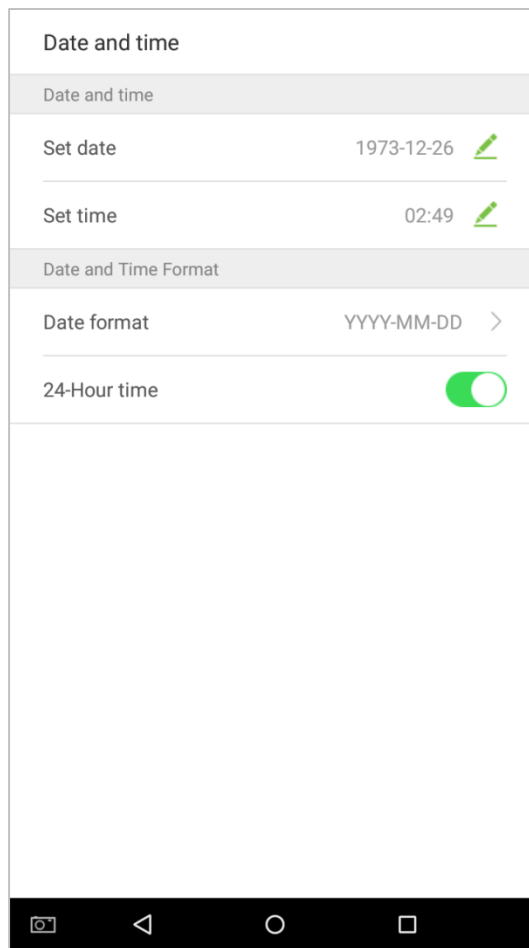 Date and time
Date and time
Set date 1973-12-26
Set time 02:49
Date and Time Format
Date format YYYY-MM-DD
24-Hour time